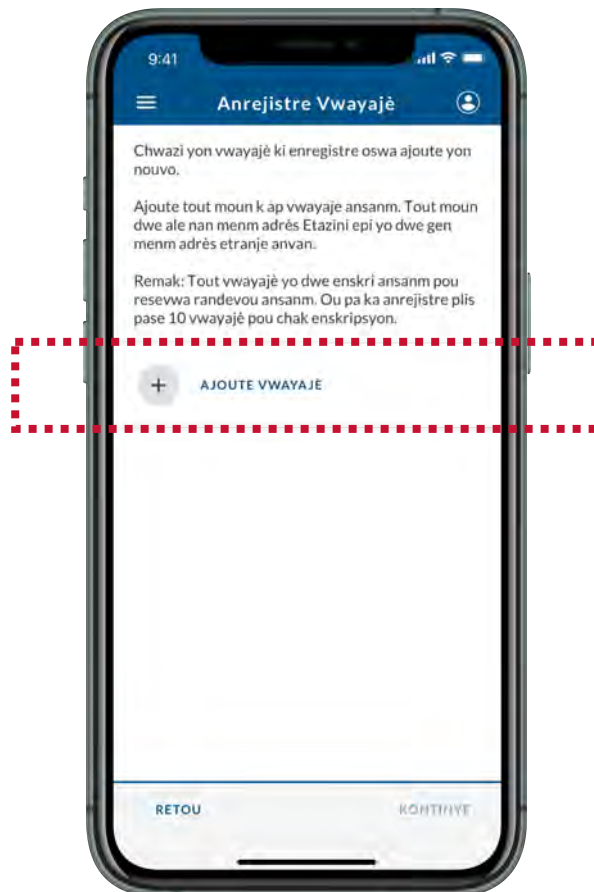 9:41
Anrejistre Vwayajè
Chwazi yon vwayajè ki enregistre oswa ajoute yon
nouvo.
Ajoute tout moun k ap vwayaje ansanm. Tout moun
dwe ale nan menm adrès Etazini epi yo dwe gen
menm adrès etranje anvan.
Remak: Tout vwayajè yo dwe enskri ansanm pou
resevwa randevou ansanm. Ou pa ka anrejistre plis
pase 10 vwayajè pou chak enskripsyon.
+ AJOUTE VWAYAJÈ
RETOU KONTINYE